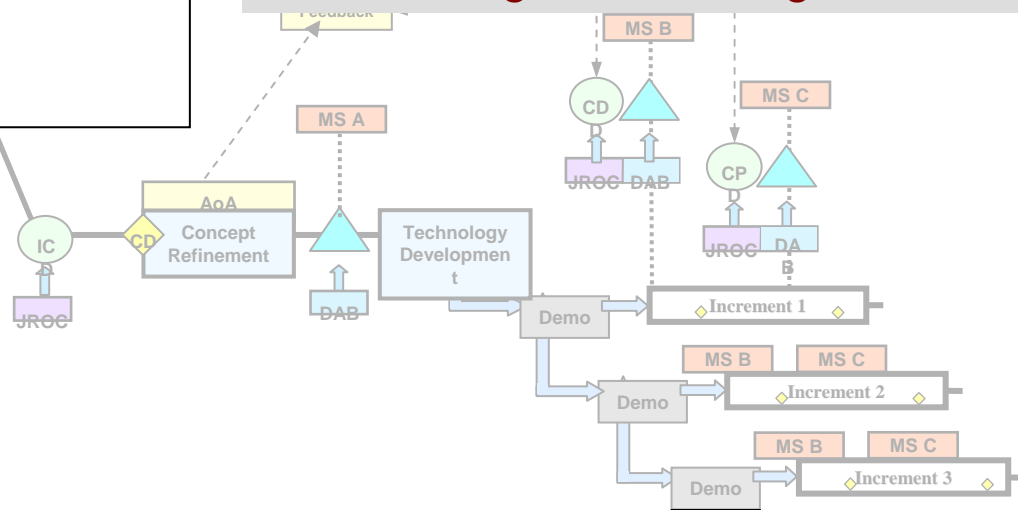 Feedback
MS B
MS C
CD
D
MS A
JROC
DAB
CP
D
AoA
IC
D
CD
Concept
Refinement
Technology
Developmen
t
JROC
DA
B
JROC
DAB
Increment 1
Demo
MS B
MS C
Increment 2
Demo
MS B
MS C
Increment 3
Demo